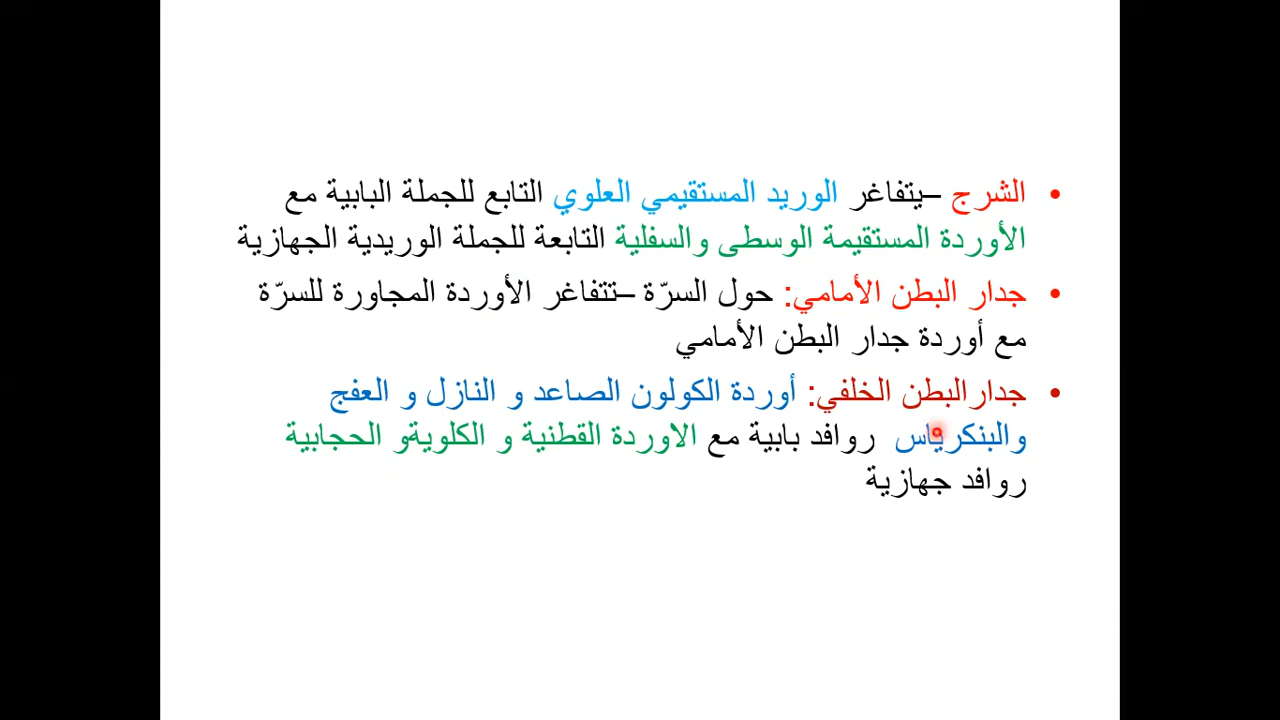 • الشرج –يتفاغر الوريد المستقيمي العلوي التابع للجملة البابية مع
الأوردة المستقيمة الوسطى والسفلية التابعة للجملة الوريدية الجهازية
• جدار البطن الأمامي: حول السرّة –تتفاغر الأوردة المجاورة للسرّة
مع أوردة جدار البطن الأمامي
• جدارالبطن الخلفي: أوردة الكولون الصاعد و النازل و العفج
والبنكرياس روافد بابية مع الاوردة القطنية و الكلويةو الحجابية
روافد جهازية